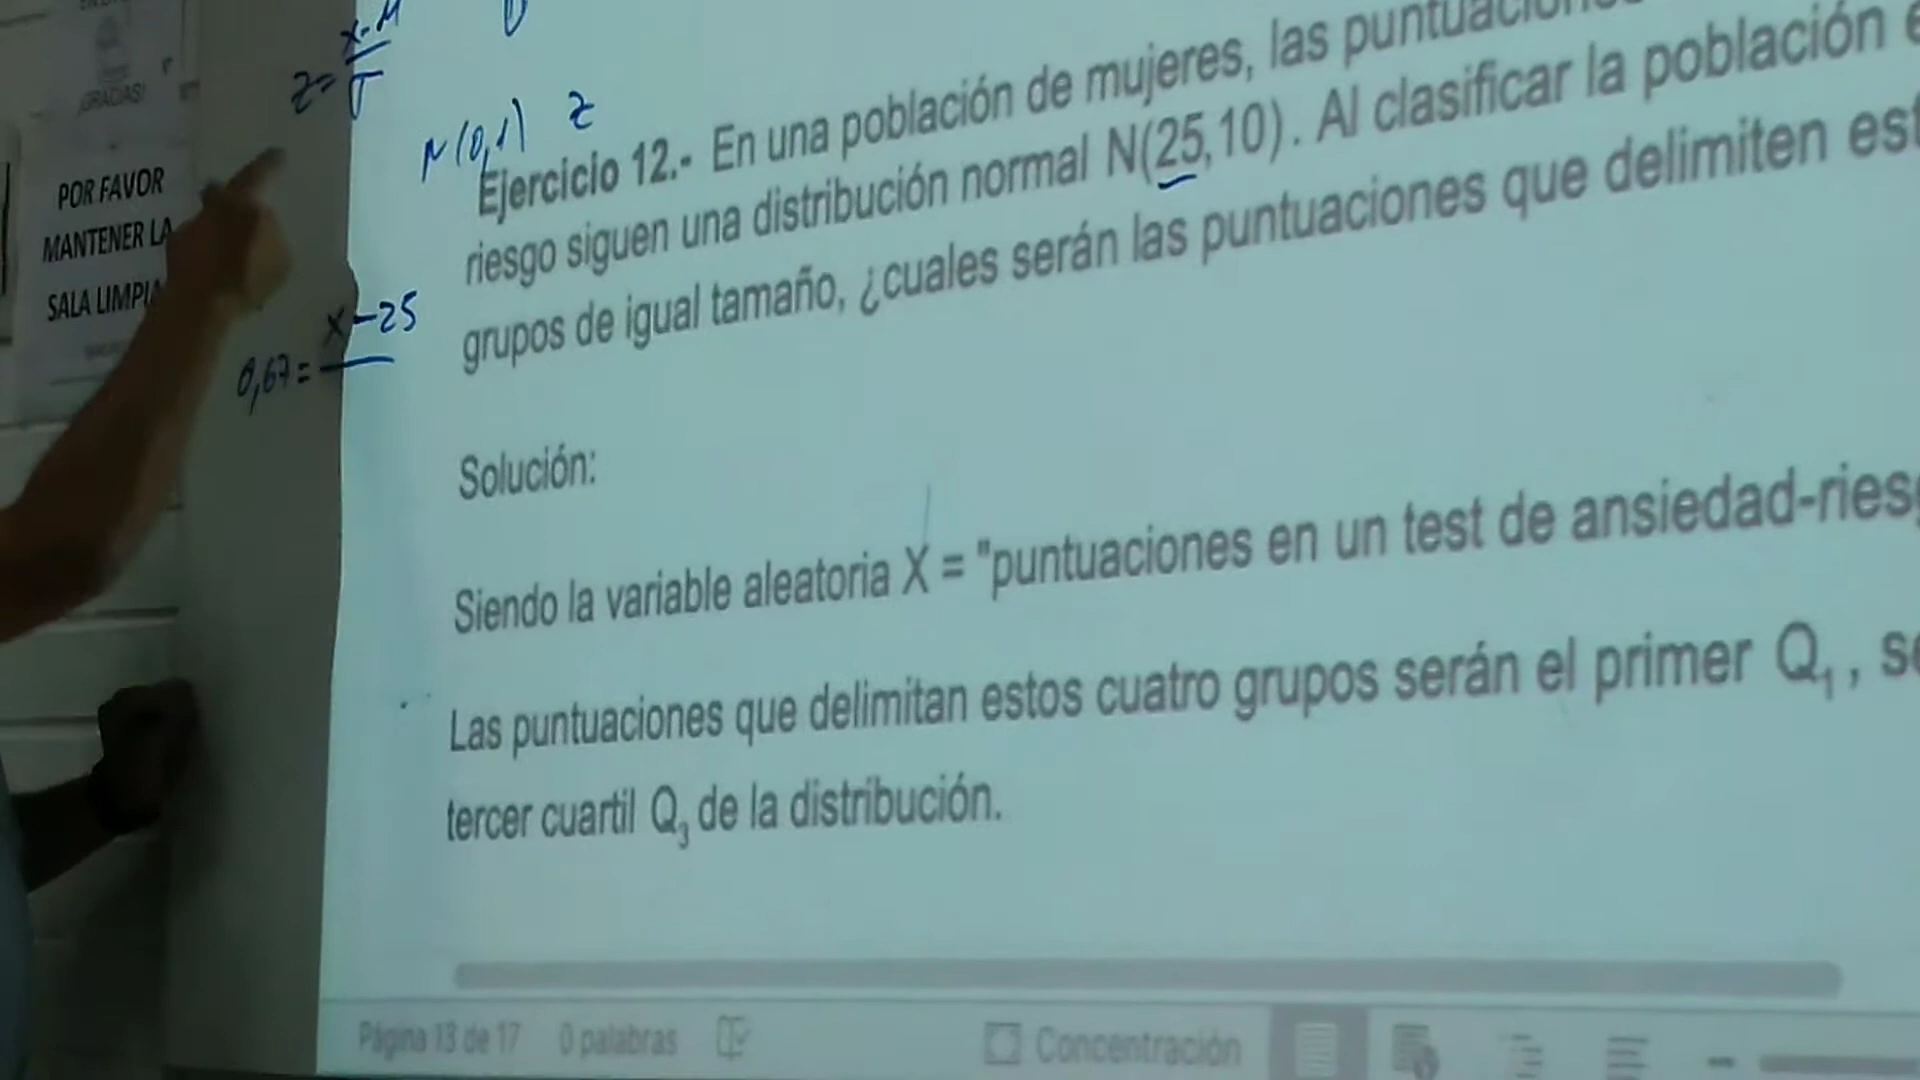 ¡GRACIAS!
POR FAVOR
MANTENER LA
SALA LIMPIA
z= x-μ
σ
N(0,1) z
Ejercicio 12.- En una población de mujeres, las
riesgo siguen una distribución normal N(25,10). Al clasificar la población
grupos de igual tamaño, ¿cuales serán las puntuaciones que delimiten
0,67= x-25
Solución:
Siendo la variable aleatoria X = "puntuaciones en un test de ansiedad-ries
Las puntuaciones que delimitan estos cuatro grupos serán el primer Q₁, se
tercer cuartil Q₃ de la distribución.
Página 13 de 17 0 palabras Concentración